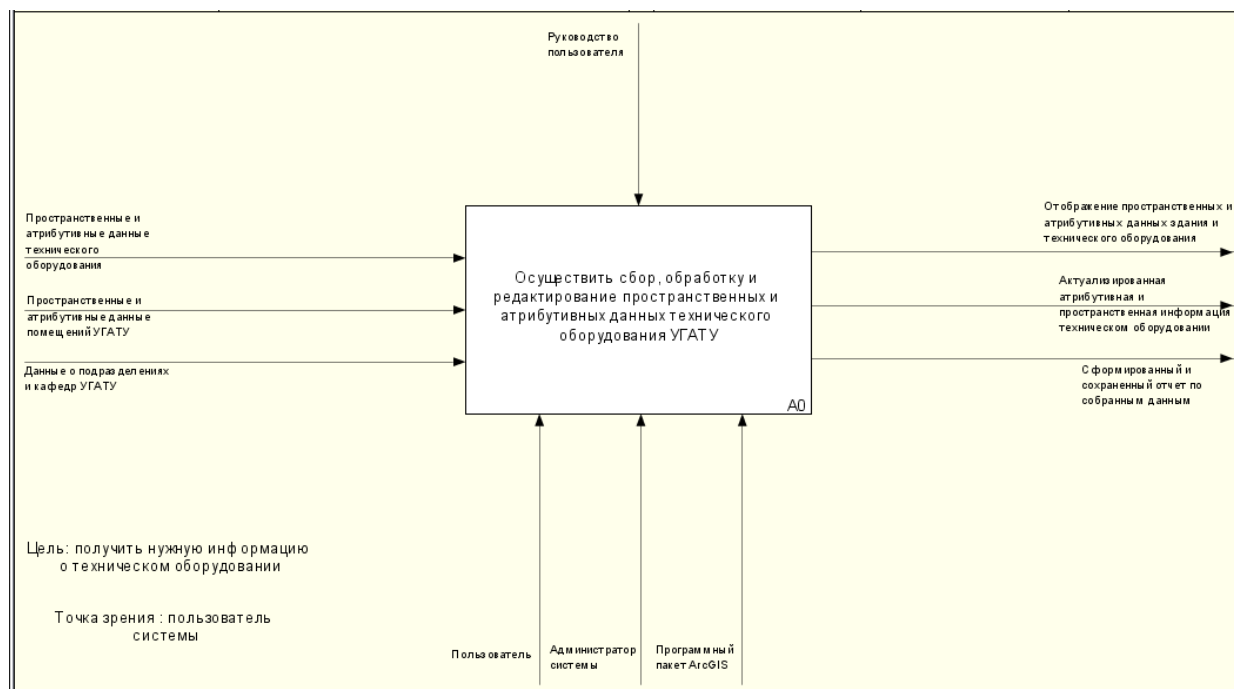 Руководство
пользователя
Пространственные и
атрибутивные данные
технического
оборудования
Пространственные и
атрибутивные данные
помещений УГАТУ
Данные о подразделениях
и кафедр УГАТУ
Осуществить сбор, обработку и
редактирование пространственных и
атрибутивных данных технического
оборудования УГАТУ
A0
Отображение пространственных и
атрибутивных данных здания и
технического оборудования
Актуализированная
атрибутивная и
пространственная информация
техническом оборудовании
Сформированный и
сохраненный отчет по
собранным данным
Цель: получить нужную информацию
о техническом оборудовании
Точка зрения : пользователь
системы
Пользователь
Администратор
системы
Программный
пакет ArcGIS